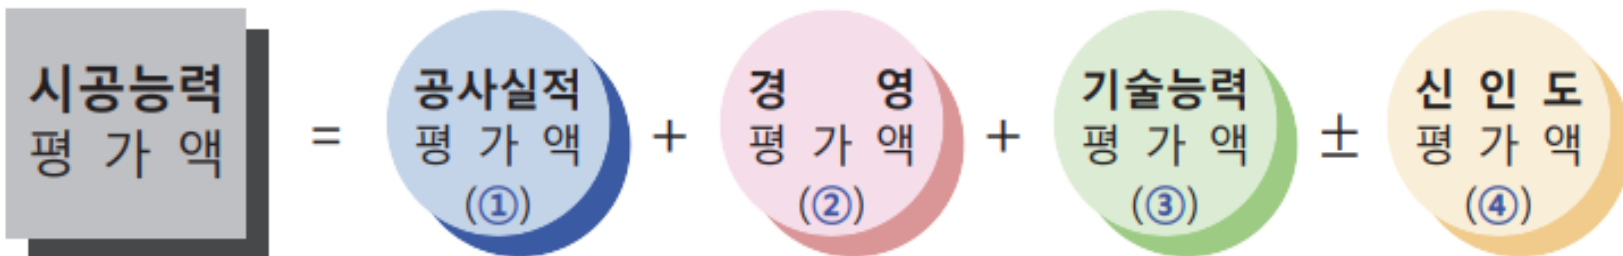 시공능력
평 가 액
=
공사실적
평 가 액
(①)
+
경 영
평 가 액
(②)
+
기술능력
평 가 액
(③)
±
신 인 도
평 가 액
(④)